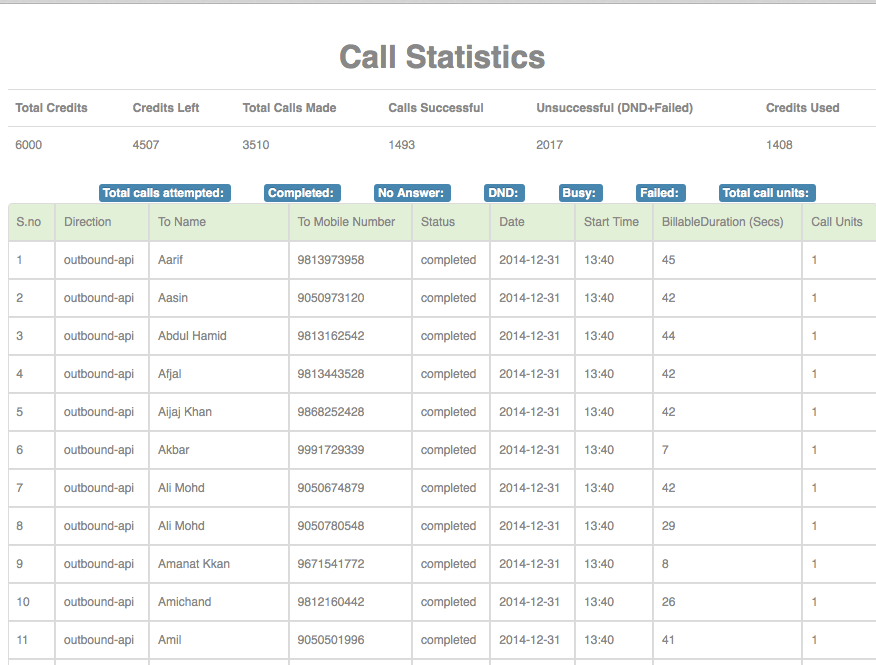 Call Statistics
Total Credits Credits Left Total Calls Made Calls Successful Unsuccessful (DND+Failed) Credits Used
6000 4507 3510 1493 2017 1408
Total calls attempted: Completed: No Answer: DND: Busy: Failed: Total call units:
S.no Direction To Name To Mobile Number Status Date Start Time BillableDuration (Secs) Call Units
1 outbound-api Aarif 9813973958 completed 2014-12-31 13:40 45 1
2 outbound-api Aasin 9050973120 completed 2014-12-31 13:40 42 1
3 outbound-api Abdul Hamid 9813162542 completed 2014-12-31 13:40 44 1
4 outbound-api Afjal 9813443528 completed 2014-12-31 13:40 42 1
5 outbound-api Aijaj Khan 9868252428 completed 2014-12-31 13:40 42 1
6 outbound-api Akbar 9991729339 completed 2014-12-31 13:40 7 1
7 outbound-api Ali Mohd 9050674879 completed 2014-12-31 13:40 42 1
8 outbound-api Ali Mohd 9050780548 completed 2014-12-31 13:40 29 1
9 outbound-api Amanat Kkan 9671541772 completed 2014-12-31 13:40 8 1
10 outbound-api Amichand 9812160442 completed 2014-12-31 13:40 26 1
11 outbound-api Amil 9050501996 completed 2014-12-31 13:40 41 1